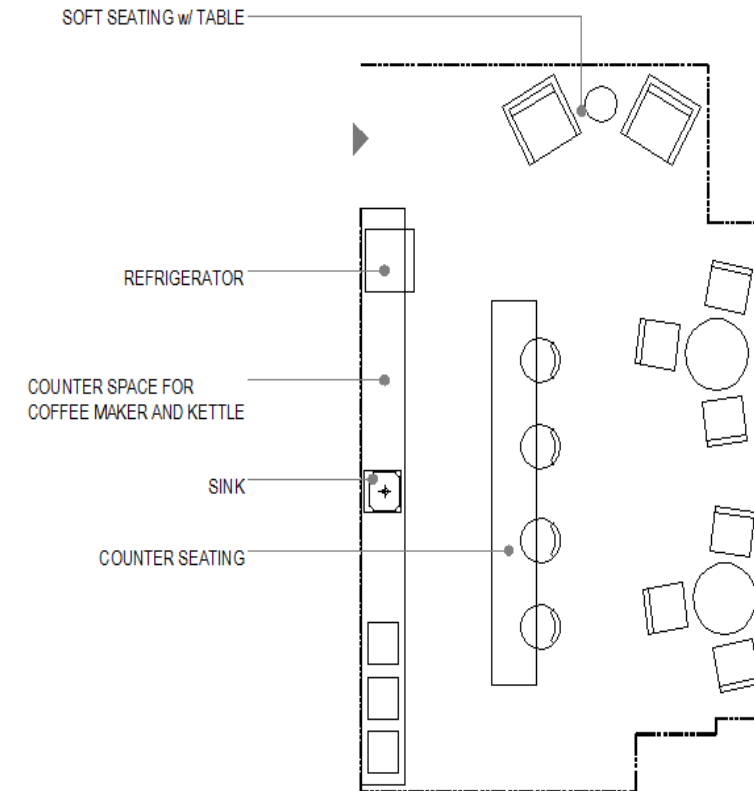 SOFT SEATING w/ TABLE
REFRIGERATOR
COUNTER SPACE FOR
COFFEE MAKER AND KETTLE
SINK
COUNTER SEATING